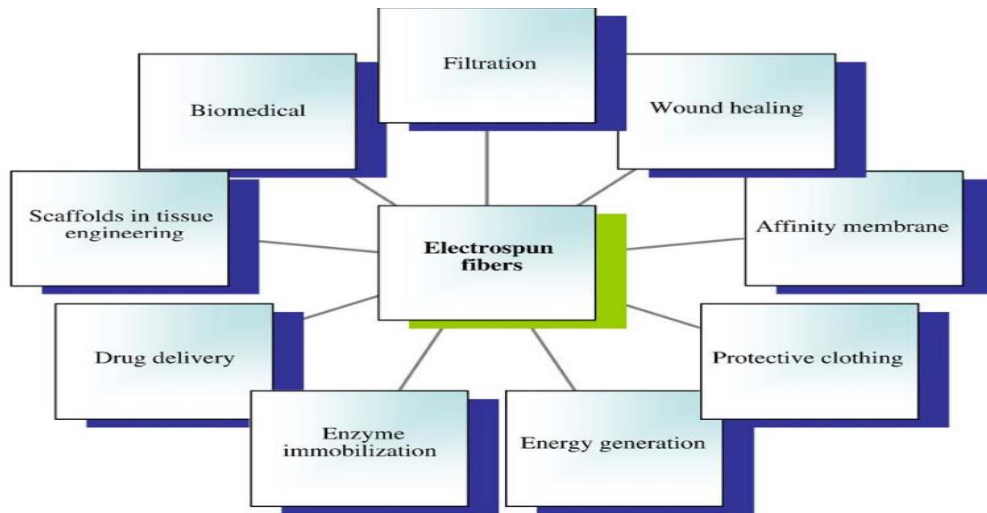 Filtration
Biomedical
Wound healing
Scaffolds in tissue
engineering
Electrospun
fibers
Affinity membrane
Drug delivery
Protective clothing
Enzyme
immobilization
Energy generation